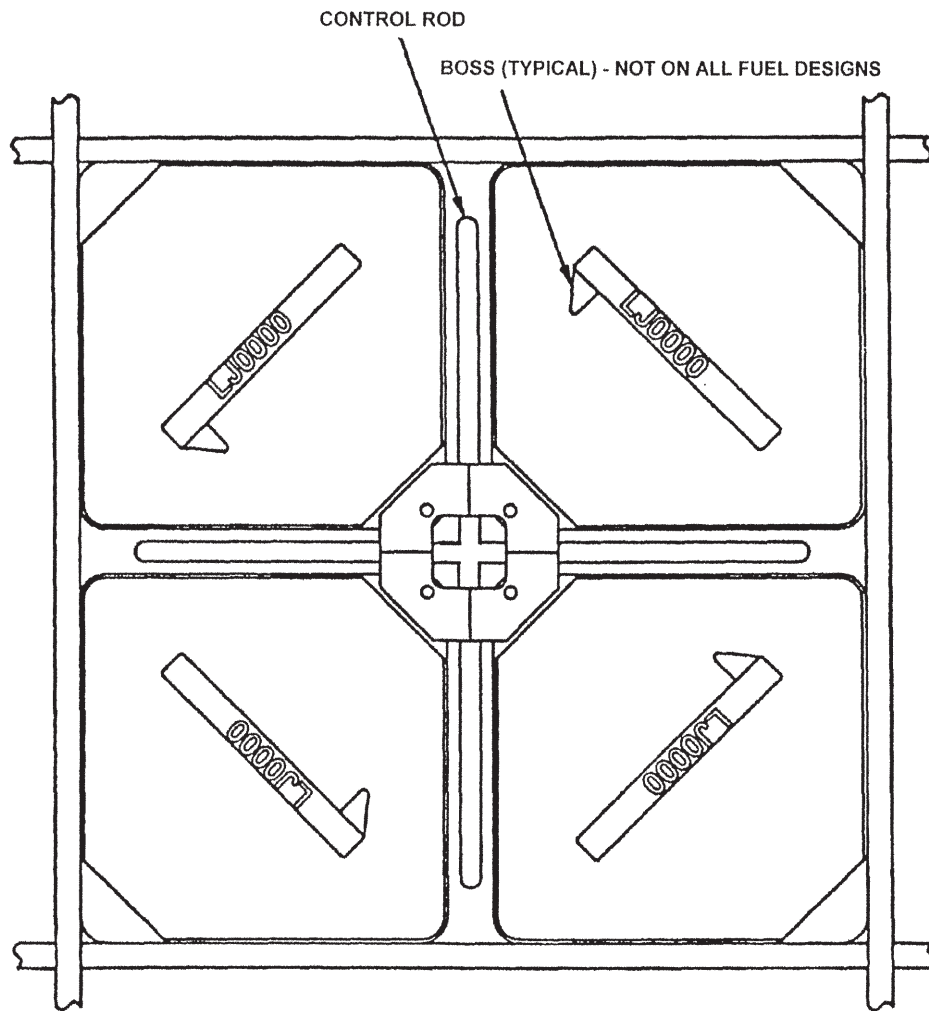 CONTROL ROD
BOSS (TYPICAL) - NOT ON ALL FUEL DESIGNS
LJ0000
LJ0000
LJ0000
LJ0000